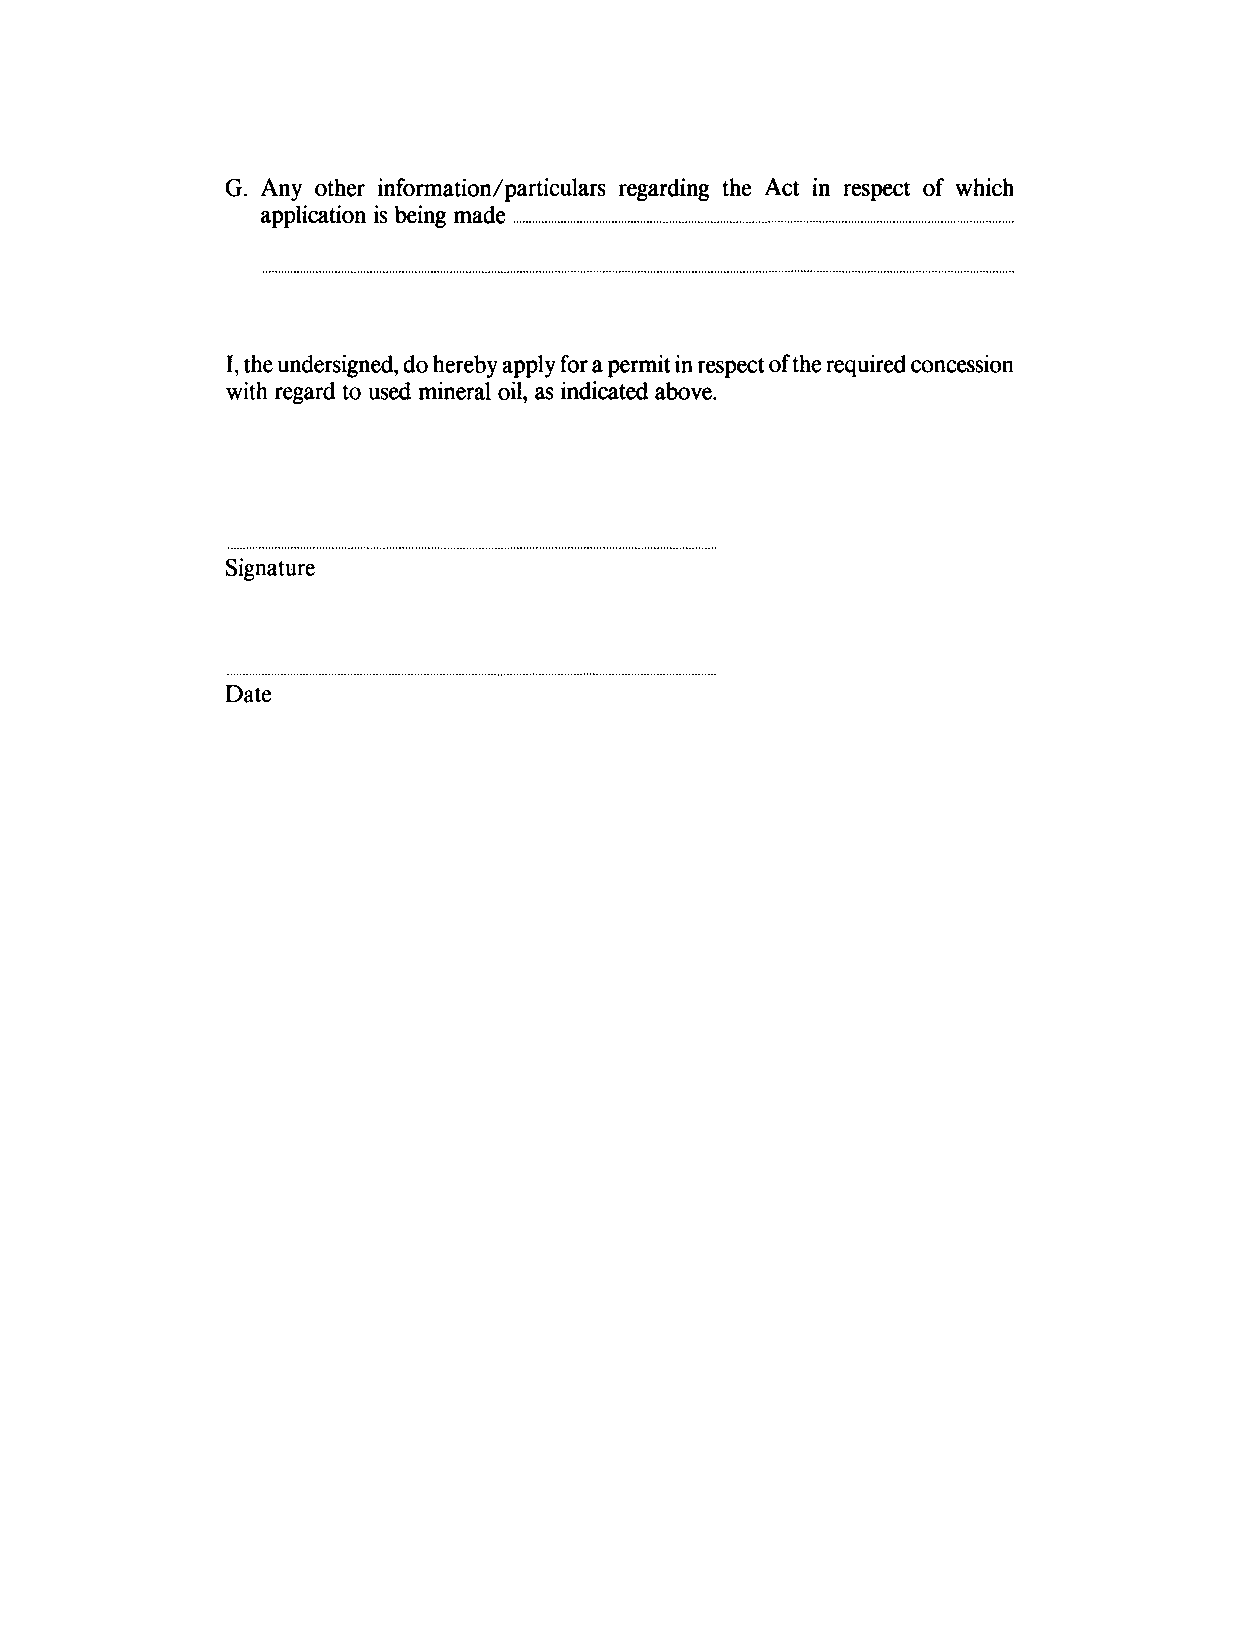 G. Any other information/particulars regarding the Act in respect of which
application is being made
I, the undersigned, do hereby apply for a permit in respect of the required concession
with regard to used mineral oil, as indicated above.
Signature
Date